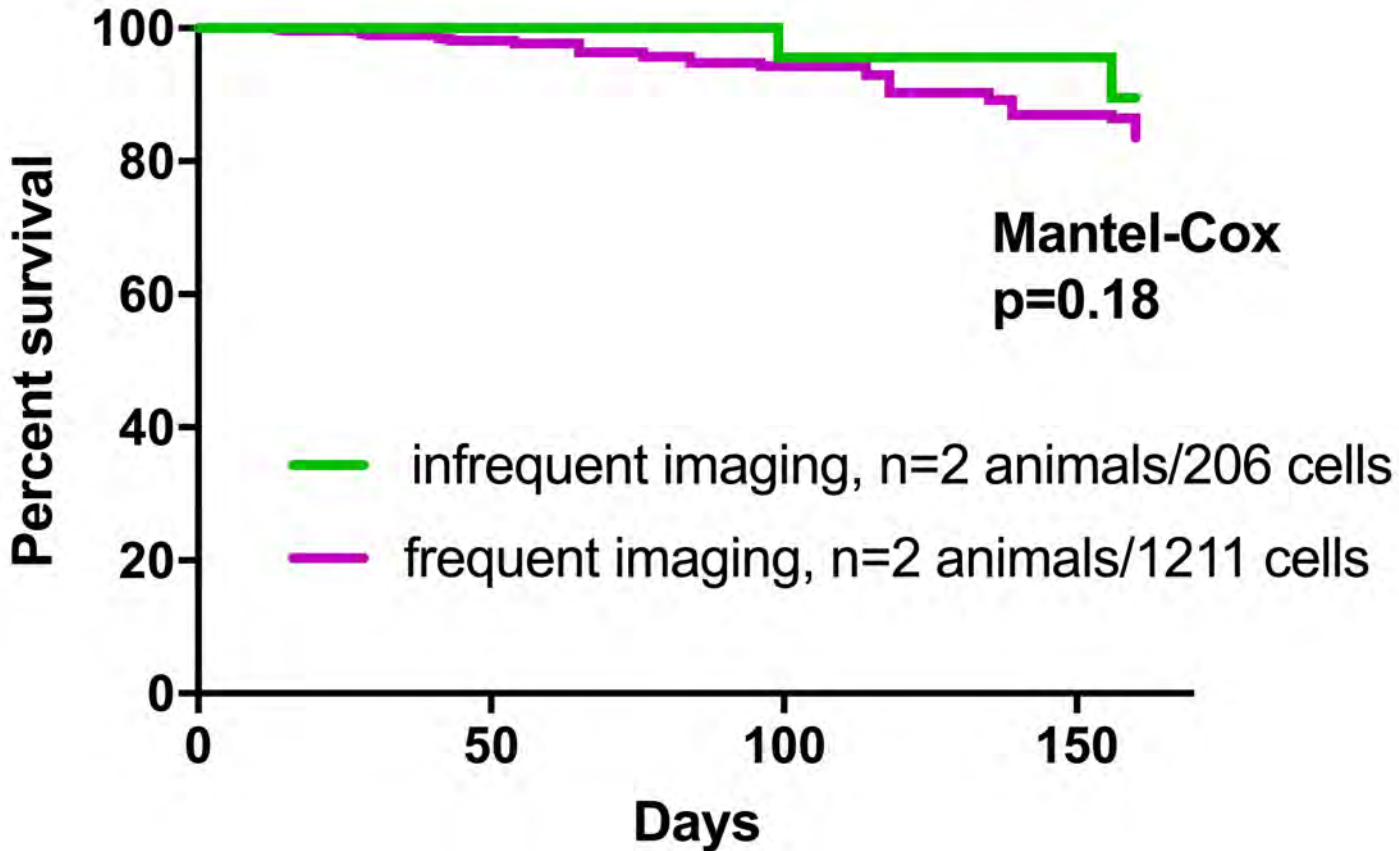 100
80
60
40
20
0
Percent survival
Mantel-Cox
p=0.18
infrequent imaging, n=2 animals/206 cells
frequent imaging, n=2 animals/1211 cells
0 50 100 150
Days